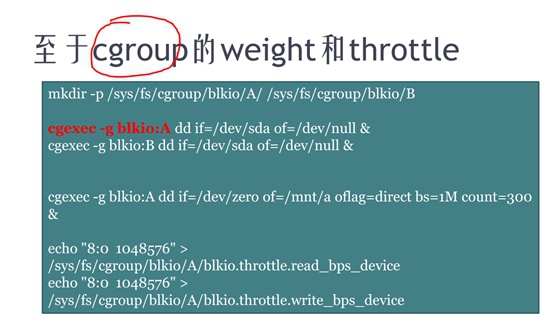 至于cgroup的weight和throttle
mkdir -p /sys/fs/cgroup/blkio/A/ /sys/fs/cgroup/blkio/B
cgexec -g blkio:A dd if=/dev/sda of=/dev/null &
cgexec -g blkio:B dd if=/dev/sda of=/dev/null &
cgexec -g blkio:A dd if=/dev/zero of=/mnt/a oflag=direct bs=1M count=300
&
echo "8:0  1048576" >
/sys/fs/cgroup/blkio/A/blkio.throttle.read_bps_device
echo "8:0  1048576" >
/sys/fs/cgroup/blkio/A/blkio.throttle.write_bps_device